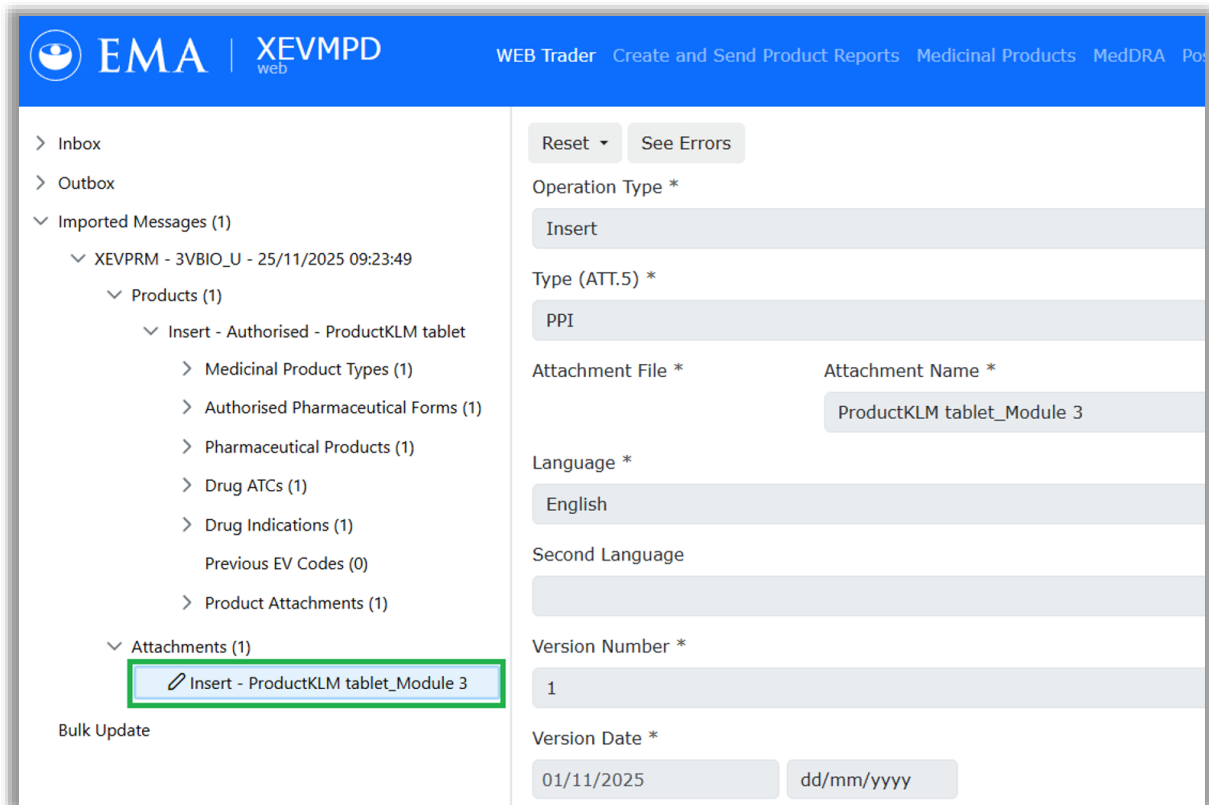 EMA XEVMPD
web
WEB Trader Create and Send Product Reports Medicinal Products MedDRA Pos
Inbox
Outbox
Imported Messages (1)
XEVPRM - 3VBIO_U - 25/11/2025 09:23:49
Products (1)
Insert - Authorised - ProductKLM tablet
Medicinal Product Types (1)
Authorised Pharmaceutical Forms (1)
Pharmaceutical Products (1)
Drug ATCs (1)
Drug Indications (1)
Previous EV Codes (0)
Product Attachments (1)
Attachments (1)
Insert - ProductKLM tablet_Module 3
Bulk Update
Reset See Errors
Operation Type *
Insert
Type (ATT.5) *
PPI
Attachment File * Attachment Name *
ProductKLM tablet_Module 3
Language *
English
Second Language
Version Number *
1
Version Date *
01/11/2025 dd/mm/yyyy